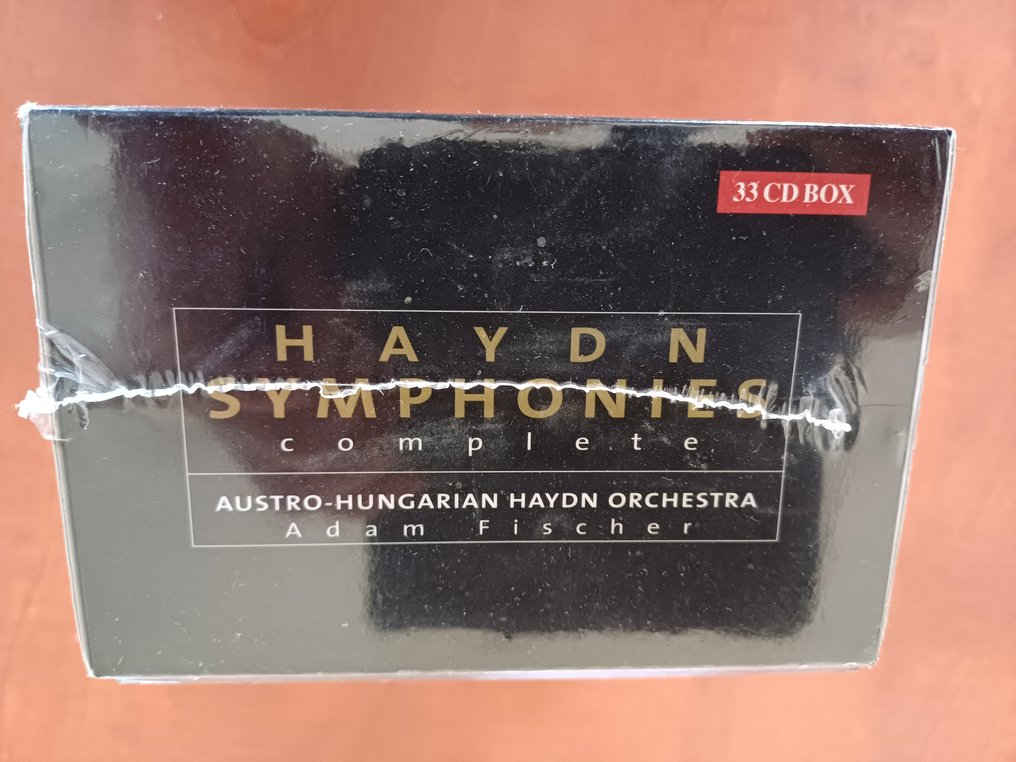 33 CD BOX
HAYDN
SYMPHONIES
complete
AUSTRO-HUNGARIAN HAYDN ORCHESTRA
Adam Fischer